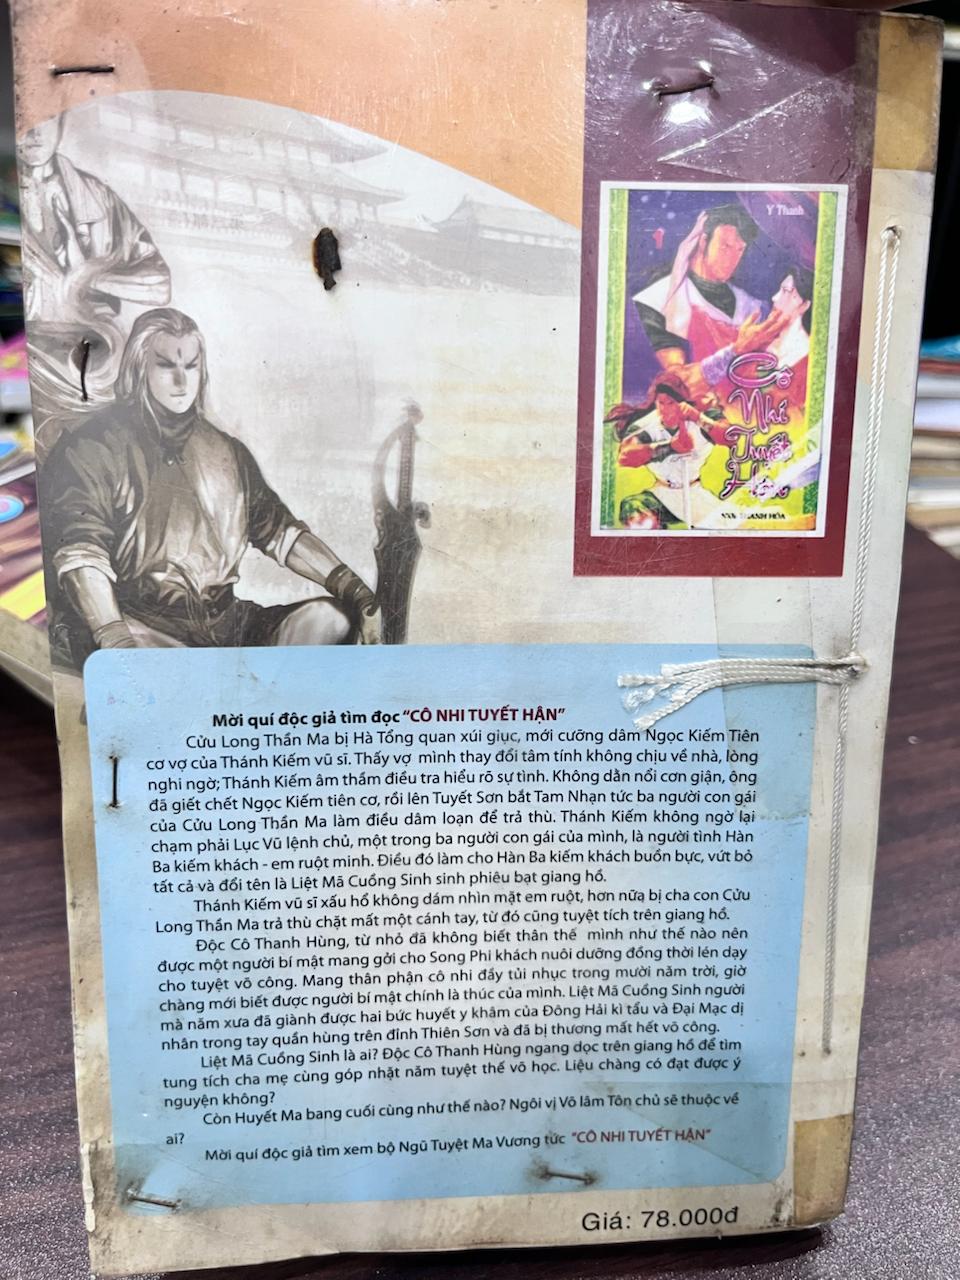 Y Thanh
1
Cô
Nhi
Tuyết
Hận
NXB THANH HÓA
Mời quí độc giả tìm đọc "CÔ NHI TUYẾT HẬN"
Cửu Long Thần Ma bị Hà Tổng quan xúi giục, mới cưỡng dâm Ngọc Kiếm Tiên
cơ vợ của Thánh Kiếm vũ sĩ. Thấy vợ mình thay đổi tâm tính không chịu về nhà, lòng
nghi ngờ; Thánh Kiếm âm thầm điều tra hiểu rõ sự tình. Không dằn nổi cơn giận, ông
đã giết chết Ngọc Kiếm tiên cơ, rồi lên Tuyết Sơn bắt Tam Nhạn tức ba người con gái
của Cửu Long Thần Ma làm điều dâm loạn để trả thù. Thánh Kiếm không ngờ lại
chạm phải Lục Vũ lệnh chủ, một trong ba người con gái của mình, là người tình Hàn
Ba kiếm khách - em ruột minh. Điều đó làm cho Hàn Ba kiếm khách buồn bực, vứt bỏ
tất cả và đổi tên là Liệt Mã Cuồng Sinh sinh phiêu bạt giang hồ.
Thánh Kiếm vũ sĩ xấu hổ không dám nhìn mặt em ruột, hơn nữa bị cha con Cửu
Long Thần Ma trả thù chặt mất một cánh tay, từ đó cũng tuyệt tích trên giang hồ.
Độc Cô Thanh Hùng, từ nhỏ đã không biết thân thế mình như thế nào nên
được một người bí mật mang gởi cho Song Phi khách nuôi dưỡng đồng thời lén dạy
cho tuyệt võ công. Mang thân phận cô nhi đầy tủi nhục trong mười năm trời, giờ
chàng mới biết được người bí mật chính là thúc của mình. Liệt Mã Cuồng Sinh người
mà năm xưa đã giành được hai bức huyết y khâm của Đông Hải kì tẩu và Đại Mạc dị
nhân trong tay quần hùng trên đỉnh Thiên Sơn và đã bị thương mất hết võ công.
Liệt Mã Cuồng Sinh là ai? Độc Cô Thanh Hùng ngang dọc trên giang hồ để tìm
tung tích cha mẹ cùng góp nhặt năm tuyệt thế võ học. Liệu chàng có đạt được ý
nguyện không?
Còn Huyết Ma bang cuối cùng như thế nào? Ngôi vị Võ lâm Tôn chủ sẽ thuộc về
ai?
Mời quí độc giả tìm xem bộ Ngũ Tuyệt Ma Vương tức "CÔ NHI TUYẾT HẬN"
Giá: 78.000đ